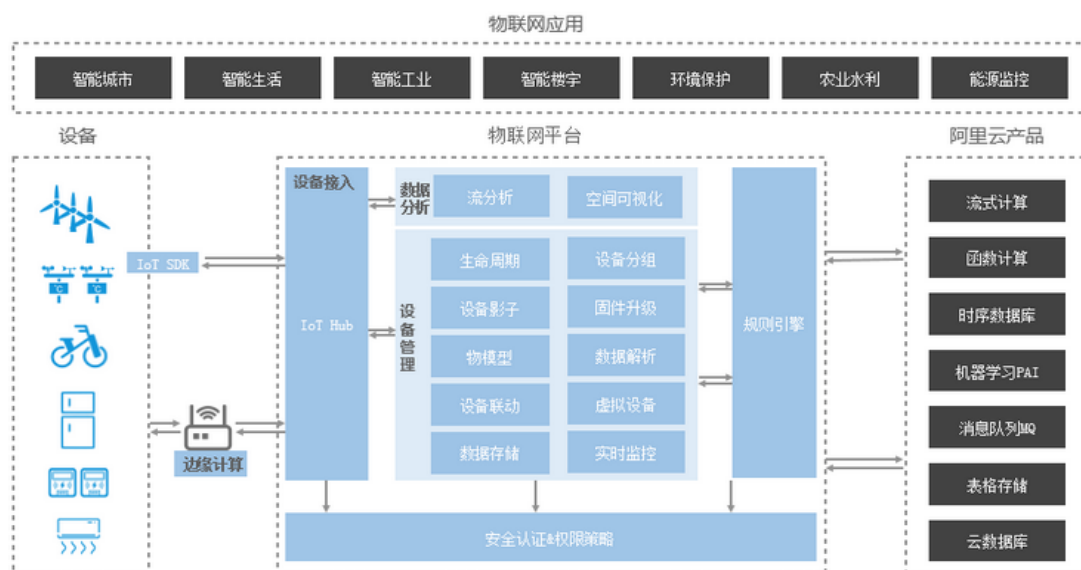 物联网应用
智能城市
智能生活
智能工业
智能楼宇
环境保护
农业水利
能源监控
设备
物联网平台
阿里云产品
IoT SDK
边缘计算
设备接入
IoT Hub
数据
分析
流分析
空间可视化
设备管理
生命周期
设备分组
设备影子
固件升级
物模型
数据解析
设备联动
虚拟设备
数据存储
实时监控
规则引擎
安全认证&权限策略
流式计算
函数计算
时序数据库
机器学习PAI
消息队列MQ
表格存储
云数据库